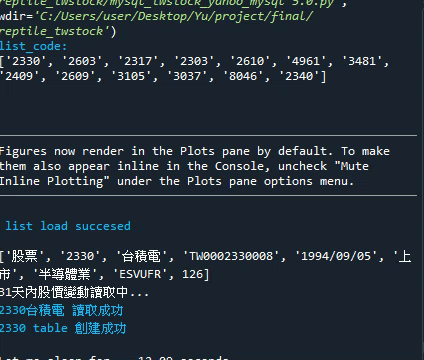 reptile_twstock/mysql_twstock_yahoo_mysql 5.0.py',
wdir='C:/Users/user/Desktop/Yu/project/final/
reptile_twstock')
list_code:
['2330', '2603', '2317', '2303', '2610', '4961', '3481',
'2409', '2609', '3105', '3037', '8046', '2340']
Figures now render in the Plots pane by default. To make
them also appear inline in the Console, uncheck "Mute
Inline Plotting" under the Plots pane options menu.
list load succesed
['股票', '2330', '台積電', 'TW0002330008', '1994/09/05', '上
市', '半導體業', 'ESVUFR', 126]
31天內股價變動讀取中...
2330台積電 讀取成功
2330 table 創建成功